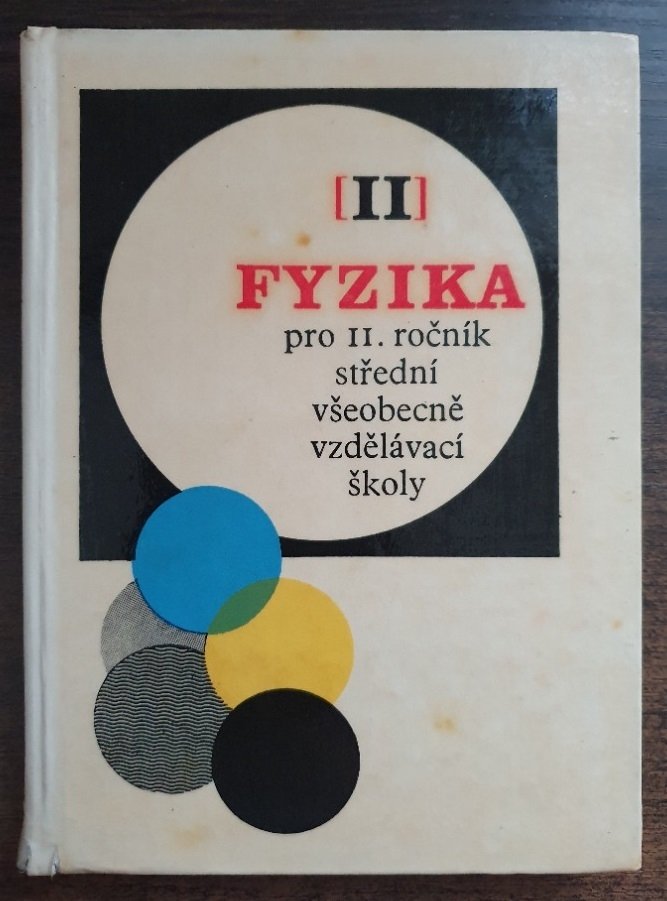 [II]
FYZIKA
pro II. ročník
střední
všeobecně
vzdělávací
školy